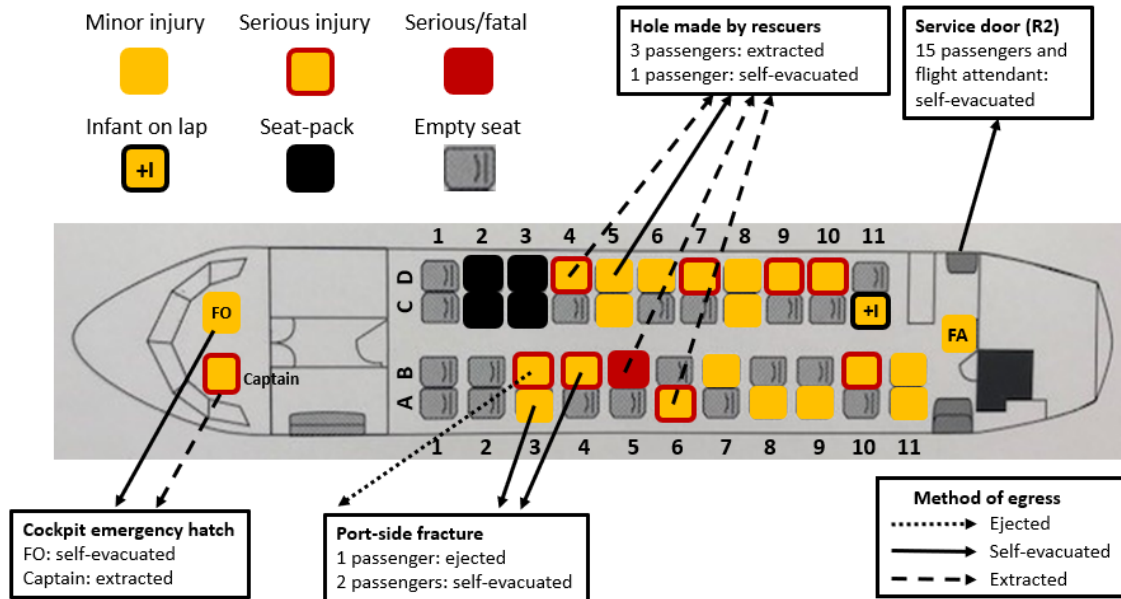 Minor injury
Serious injury
Serious/fatal
Infant on lap
Seat-pack
Empty seat
+I
Hole made by rescuers
3 passengers: extracted
1 passenger: self-evacuated
Service door (R2)
15 passengers and
flight attendant:
self-evacuated
1 2 3 4 5 6 7 8 9 10 11
D
C
+I
FO
FA
Captain
B
A
1 2 3 4 5 6 7 8 9 10 11
Cockpit emergency hatch
FO: self-evacuated
Captain: extracted
Port-side fracture
1 passenger: ejected
2 passengers: self-evacuated
Method of egress
Ejected
Self-evacuated
Extracted